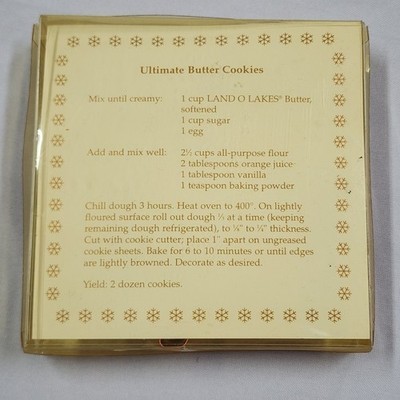 Ultimate Butter Cookies
Mix until creamy: 1 cup LAND O LAKES® Butter,
softened
1 cup sugar
1 egg
Add and mix well: 2½ cups all-purpose flour
2 tablespoons orange juice
1 tablespoon vanilla
1 teaspoon baking powder
Chill dough 3 hours. Heat oven to 400°. On lightly
floured surface roll out dough ⅓ at a time (keeping
remaining dough refrigerated), to ⅛" to ¼" thickness.
Cut with cookie cutter; place 1" apart on ungreased
cookie sheets. Bake for 6 to 10 minutes or until edges
are lightly browned. Decorate as desired.
Yield: 2 dozen cookies.